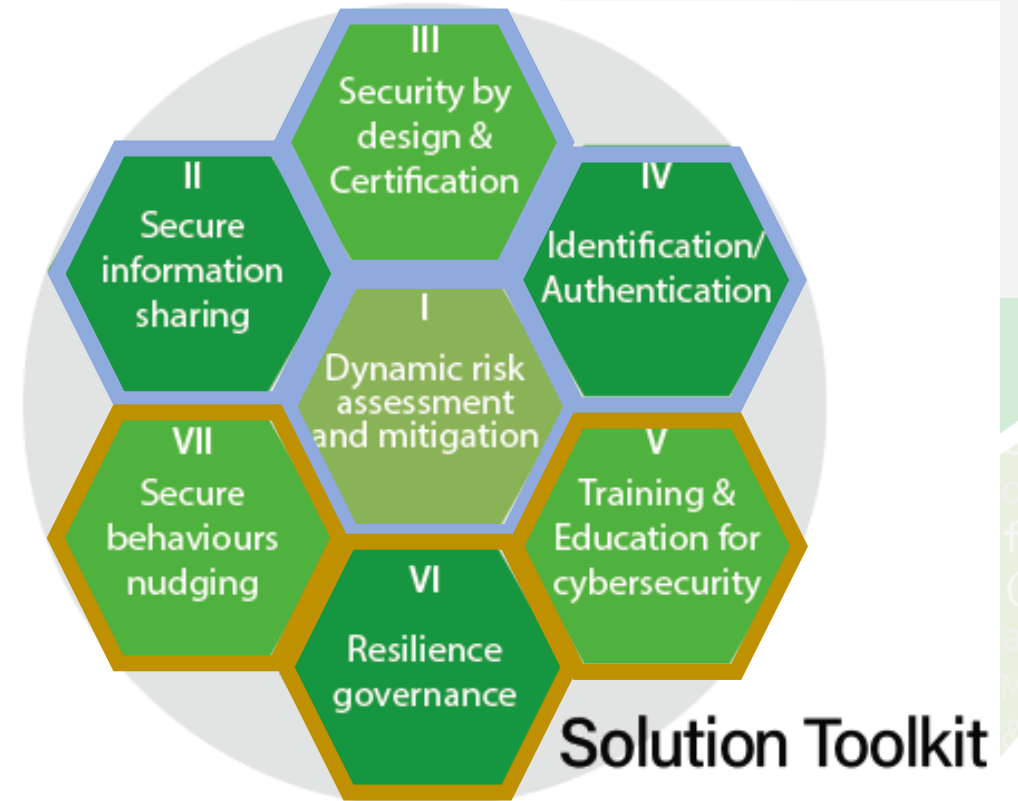 III
Security by
design &
Certification
II
Secure
information
sharing
IV
Identification/
Authentication
I
Dynamic risk
assessment
and mitigation
VII
Secure
behaviours
nudging
V
Training &
Education for
cybersecurity
VI
Resilience
governance
Solution Toolkit